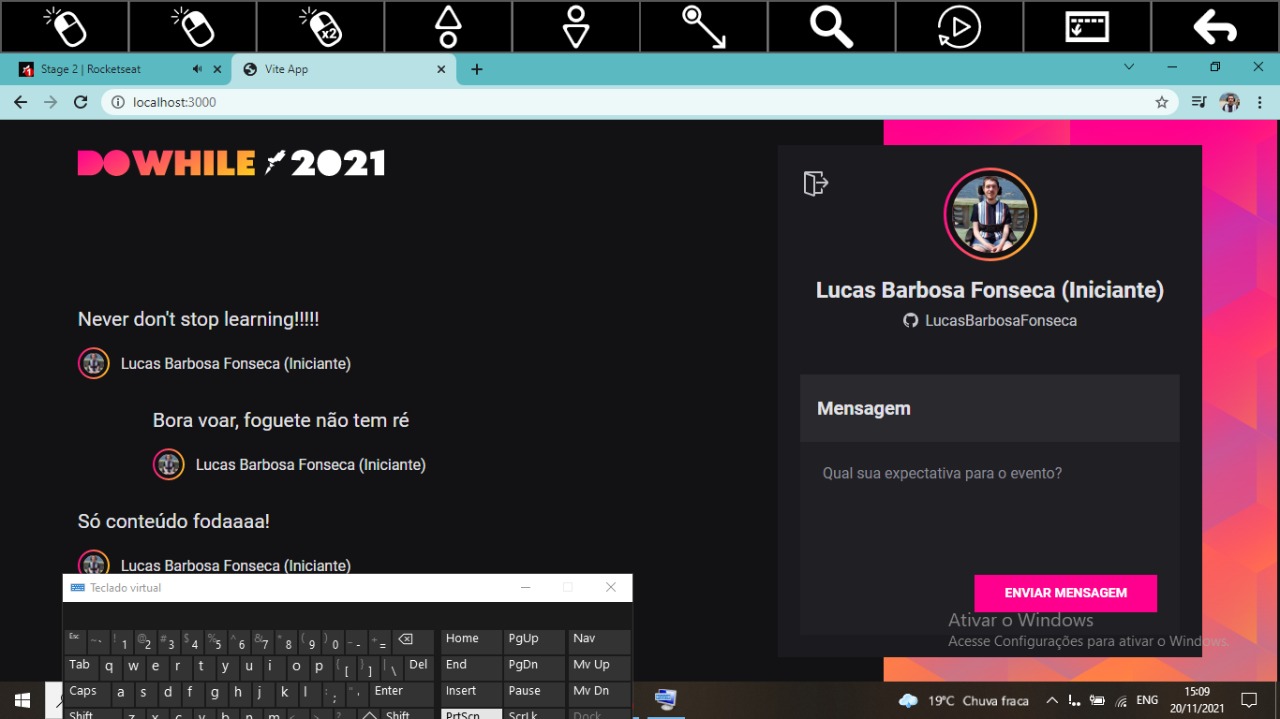 x2
Stage 2 | Rocketseat
Vite App
localhost:3000
DOWHILE 2021
Never don't stop learning!!!!!
Lucas Barbosa Fonseca (Iniciante)
Bora voar, foguete não tem ré
Lucas Barbosa Fonseca (Iniciante)
Só conteúdo fodaaaa!
Lucas Barbosa Fonseca (Iniciante)
Lucas Barbosa Fonseca (Iniciante)
LucasBarbosaFonseca
Mensagem
Qual sua expectativa para o evento?
ENVIAR MENSAGEM
Ativar o Windows
Acesse Configurações para ativar o Windows.
Teclado virtual
Esc ~ ` ! 1 @ 2 # 3 $ 4 % 5 ^ 6 & 7 * 8 ( 9 ) 0 _ - + = Home PgUp Nav
Tab q w e r t y u i o p { [ } ] | \ Del End PgDn Mv Up
Caps a s d f g h j k l : ; " ' Enter Insert Pause Mv Dn
Shift z x c v b n m < > ? Shift PrtScn ScrLk Dock
19°C Chuva fraca
ENG
15:09
20/11/2021